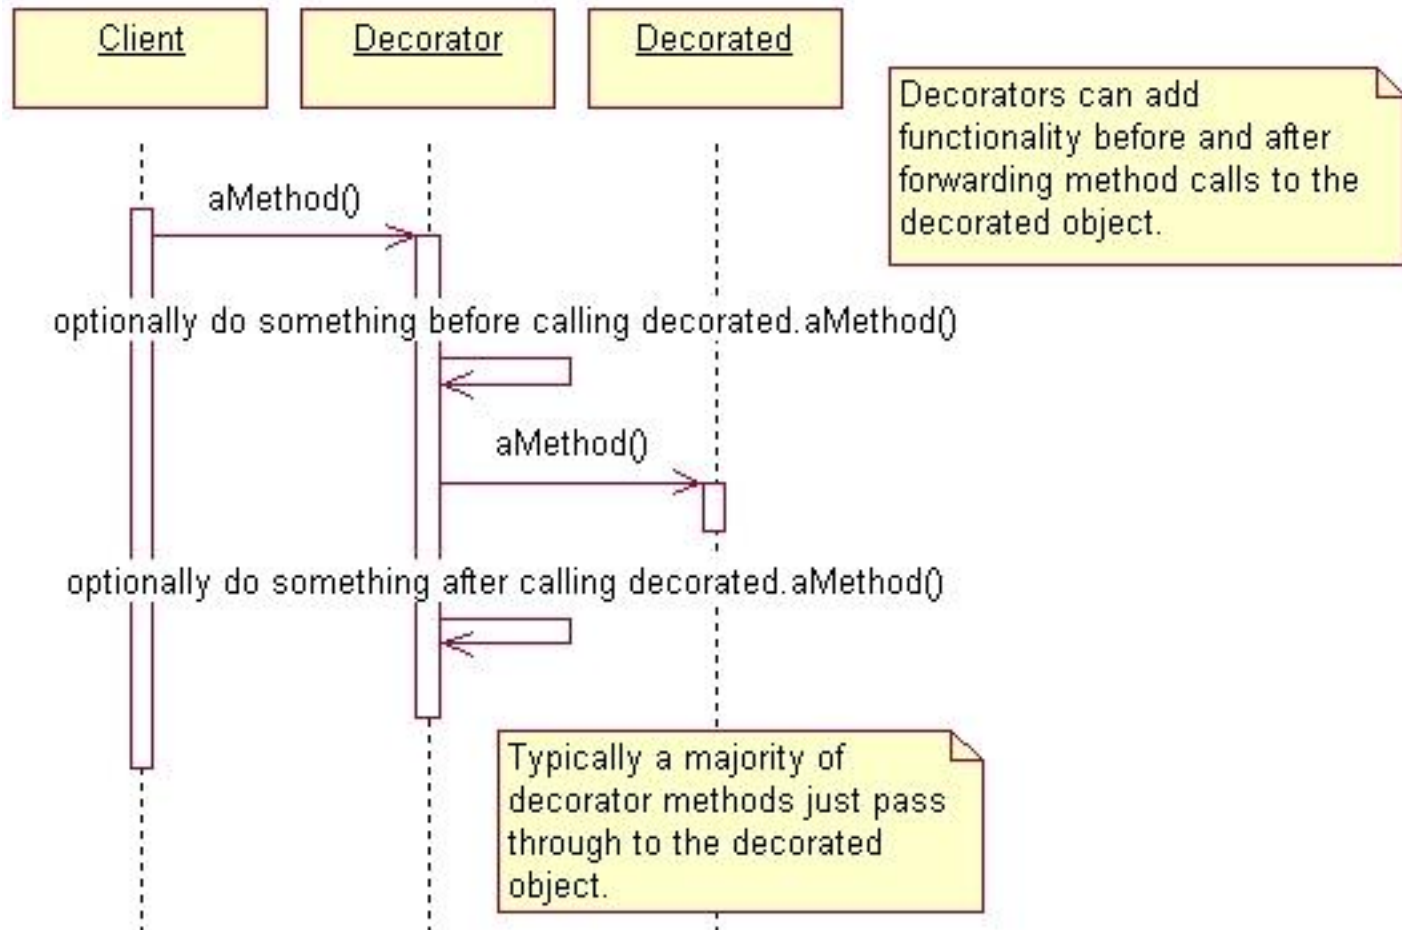 Client
Decorator
Decorated
Decorators can add
functionality before and after
forwarding method calls to the
decorated object.
aMethod()
optionally do something before calling decorated.aMethod()
aMethod()
optionally do something after calling decorated.aMethod()
Typically a majority of
decorator methods just pass
through to the decorated
object.